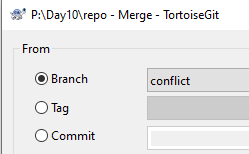 P:\Day10\repo - Merge - TortoiseGit
From
Branch conflict
Tag
Commit